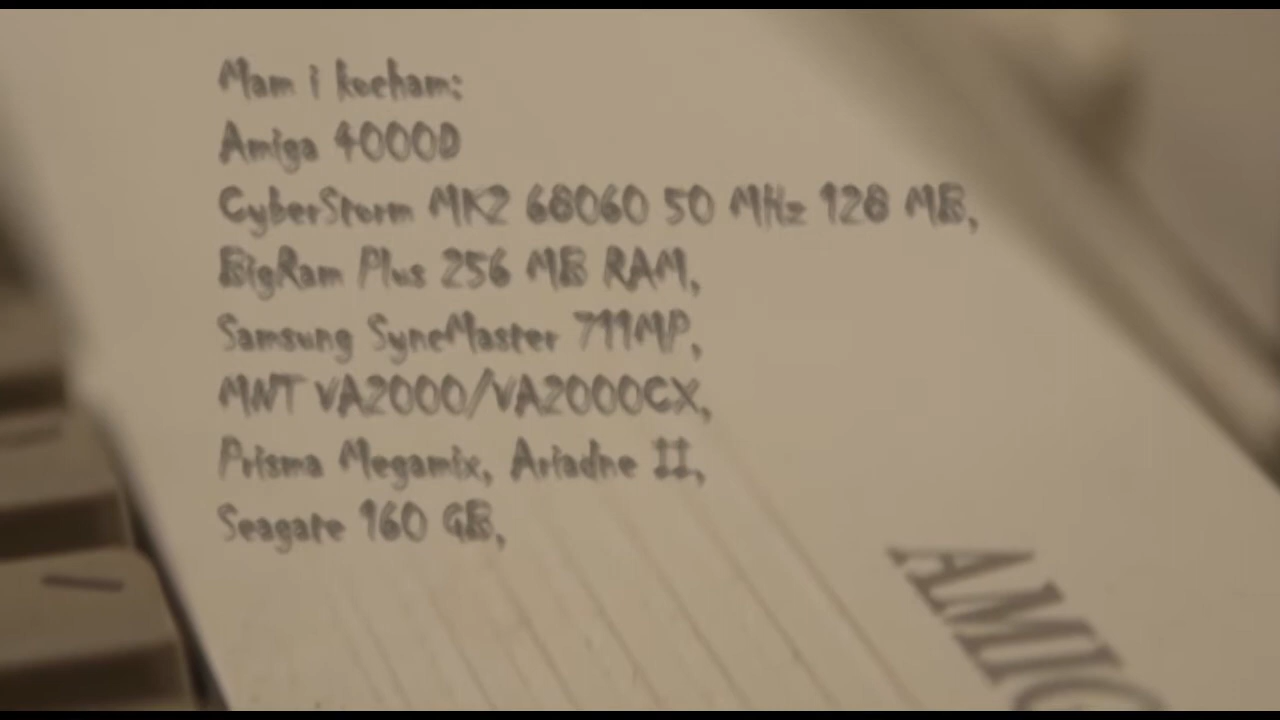 Mam i kocham:
Amiga 4000D
CyberStorm MK2 68060 50 MHz 128 MB,
BigRam Plus 256 MB RAM,
Samsung SyncMaster 711MP,
MNT VA2000/VA2000CX,
Prisma Megamix, Ariadne II,
Seagate 160 GB,
AMIG